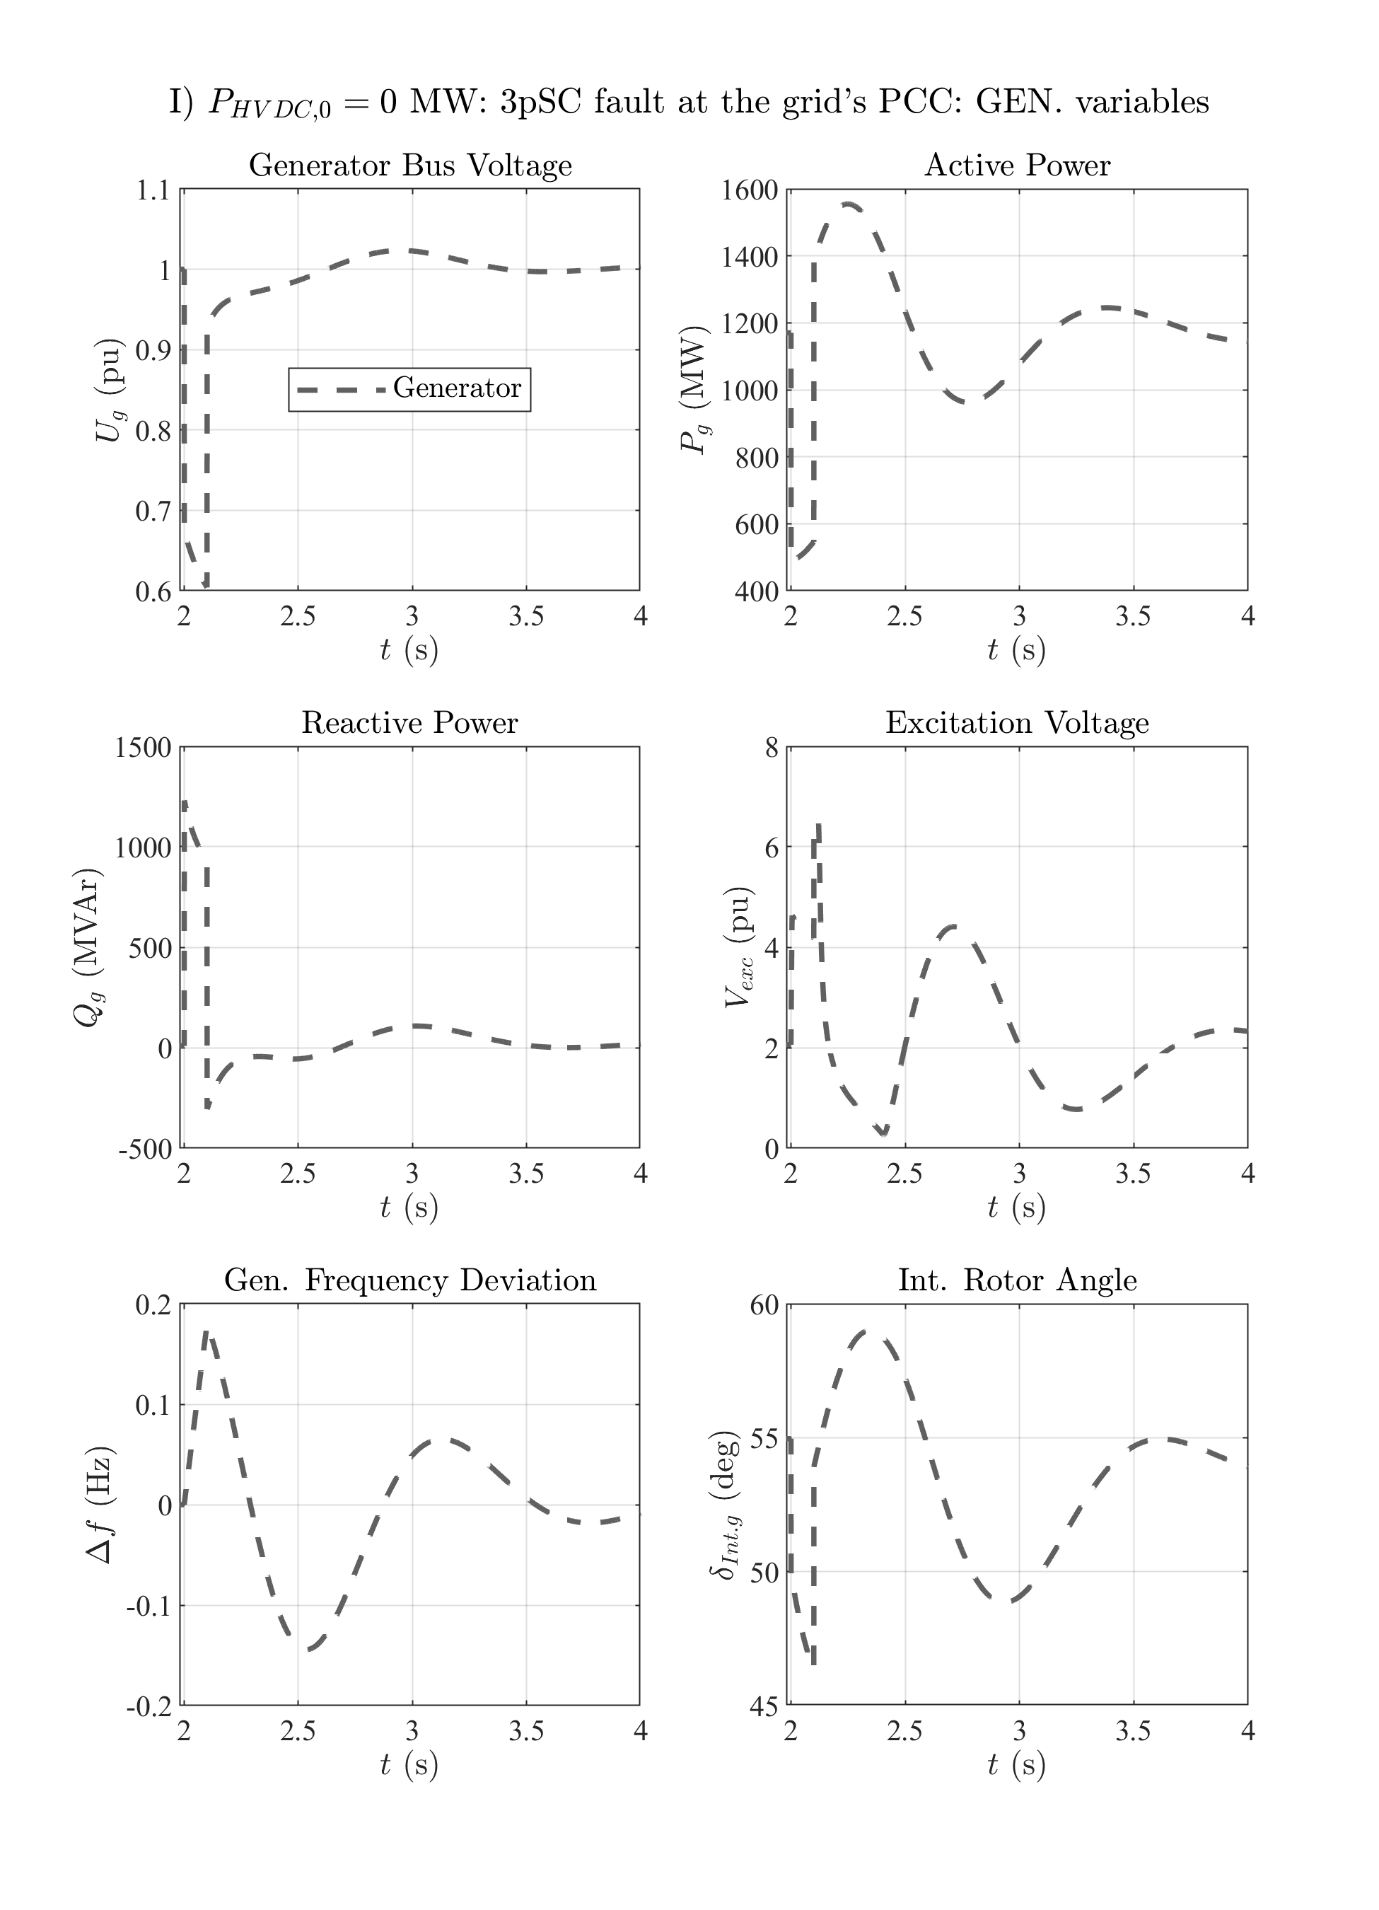 I) P_{HVDC,0} = 0 MW: 3pSC fault at the grid's PCC: GEN. variables
Generator Bus Voltage
1.1
1
0.9
0.8
0.7
0.6
U_g (pu)
Generator
2 2.5 3 3.5 4
t (s)
Active Power
1600
1400
1200
1000
800
600
400
P_g (MW)
2 2.5 3 3.5 4
t (s)
Reactive Power
1500
1000
500
0
-500
Q_g (MVAr)
2 2.5 3 3.5 4
t (s)
Excitation Voltage
8
6
4
2
0
V_{exc} (pu)
2 2.5 3 3.5 4
t (s)
Gen. Frequency Deviation
0.2
0.1
0
-0.1
-0.2
Δf (Hz)
2 2.5 3 3.5 4
t (s)
Int. Rotor Angle
60
55
50
45
δ_{Int.g} (deg)
2 2.5 3 3.5 4
t (s)